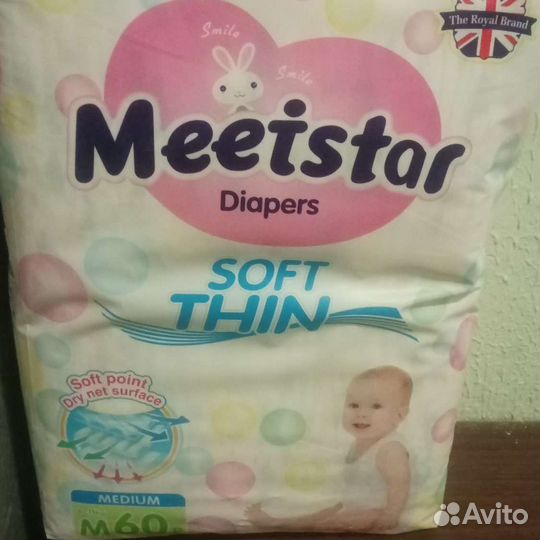 The Royal Brand
Smile
Smile
Meeistar
Diapers
SOFT
THIN
Soft point
Dry net surface
MEDIUM
M60
Avito